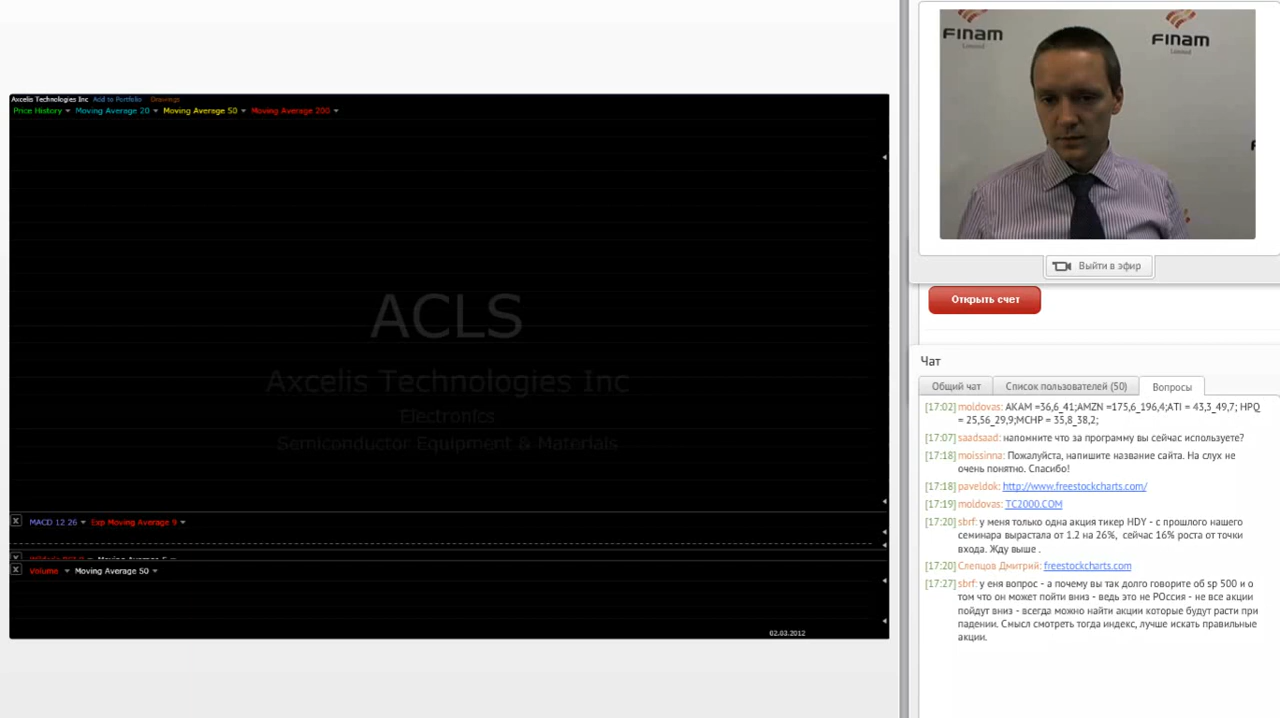 Axcelis Technologies Inc Add to Portfolio Drawings
Price History Moving Average 20 Moving Average 50 Moving Average 200
ACLS
Axcelis Technologies Inc
Electronics
Semiconductor Equipment & Materials
MACD 12 26 Exp Moving Average 9
Volume Moving Average 50
02.03.2012
FINAM
Limited
FINAM
Limited
Выйти в эфир
Открыть счет
Чат
Общий чат Список пользователей (50) Вопросы
[17:02] moldovas: AKAM =36,6_41;AMZN =175,6_196,4;ATI = 43,3_49,7; HPQ
= 25,56_29,9;MCHP = 35,8_38,2;
[17:07] saadsaad: напомните что за программу вы сейчас используете?
[17:18] moissinna: Пожалуйста, напишите название сайта. На слух не
очень понятно. Спасибо!
[17:18] paveldok: http://www.freestockcharts.com/
[17:19] moldovas: TC2000.COM
[17:20] sbrf: у меня только одна акция тикер HDY - с прошлого нашего
семинара вырастала от 1.2 на 26%, сейчас 16% роста от точки
входа. Жду выше .
[17:20] Слепцов Дмитрий: freestockcharts.com
[17:27] sbrf: у еня вопрос - а почему вы так долго говорите об sp 500 и о
том что он может пойти вниз - ведь это не РОссия - не все акции
пойдут вниз - всегда можно найти акции которые будут расти при
падении. Смысл смотреть тогда индекс, лучше искать правильные
акции.